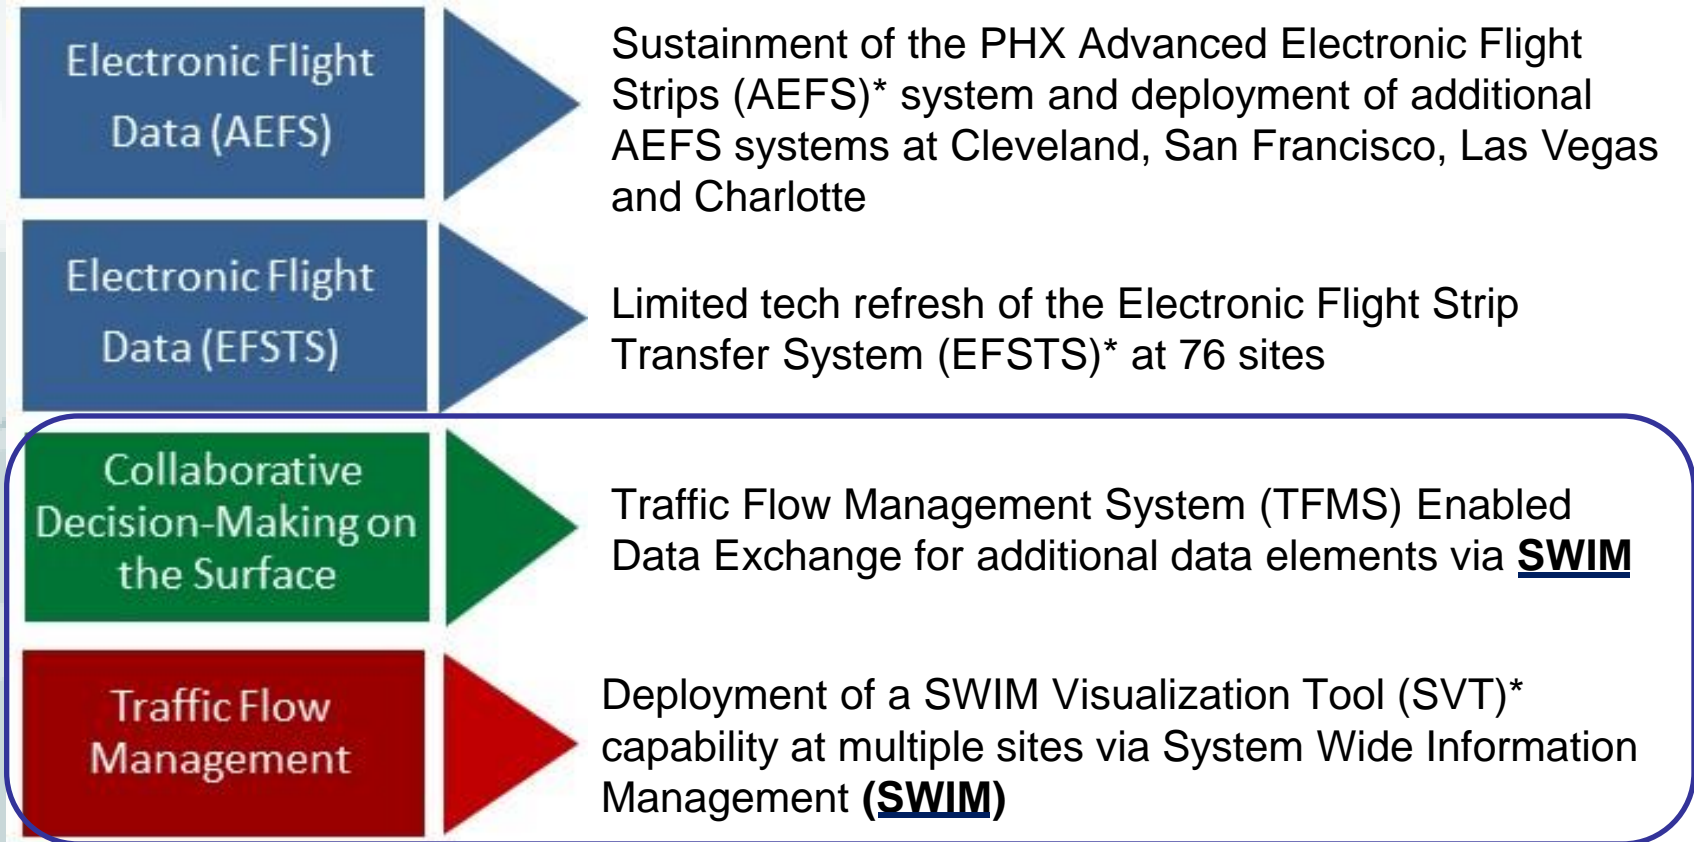 Electronic Flight
Data (AEFS)
Sustainment of the PHX Advanced Electronic Flight
Strips (AEFS)* system and deployment of additional
AEFS systems at Cleveland, San Francisco, Las Vegas
and Charlotte
Electronic Flight
Data (EFSTS)
Limited tech refresh of the Electronic Flight Strip
Transfer System (EFSTS)* at 76 sites
Collaborative
Decision-Making on
the Surface
Traffic Flow Management System (TFMS) Enabled
Data Exchange for additional data elements via SWIM
Traffic Flow
Management
Deployment of a SWIM Visualization Tool (SVT)*
capability at multiple sites via System Wide Information
Management (SWIM)